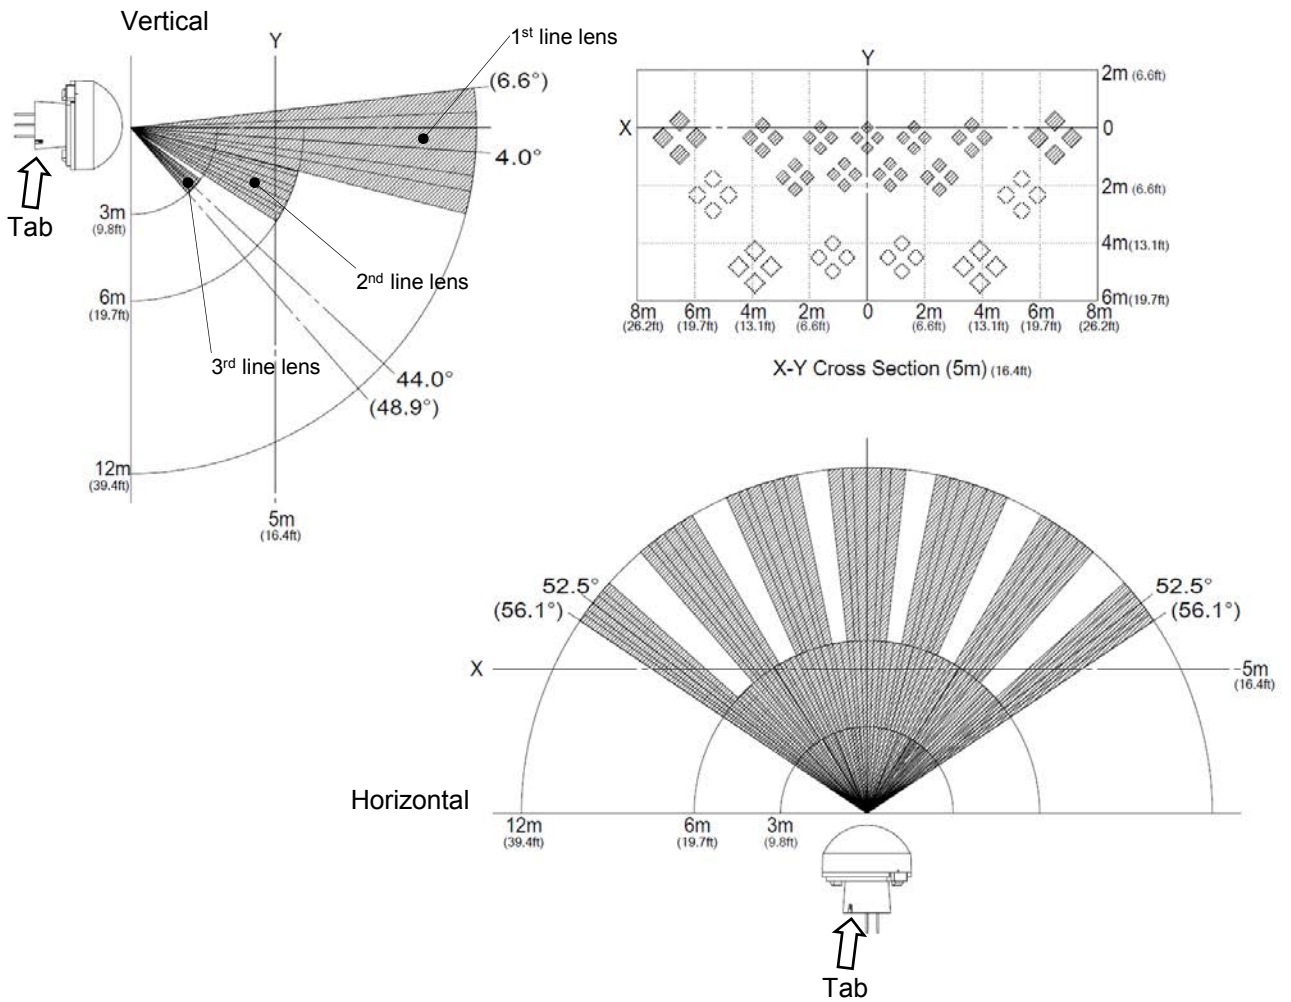 Vertical
Y
1st line lens
(6.6°)
4.0°
Tab
3m
(9.8ft)
2nd line lens
6m
(19.7ft)
3rd line lens
44.0°
(48.9°)
12m
(39.4ft)
5m
(16.4ft)
Y
2m (6.6ft)
X
0
2m (6.6ft)
4m (13.1ft)
6m (19.7ft)
8m 6m 4m 2m 0 2m 4m 6m 8m
(26.2ft) (19.7ft) (13.1ft) (6.6ft) (6.6ft) (13.1ft) (19.7ft) (26.2ft)
X-Y Cross Section (5m) (16.4ft)
52.5°
(56.1°)
52.5°
(56.1°)
X
5m
(16.4ft)
Horizontal
12m 6m 3m
(39.4ft) (19.7ft) (9.8ft)
Tab